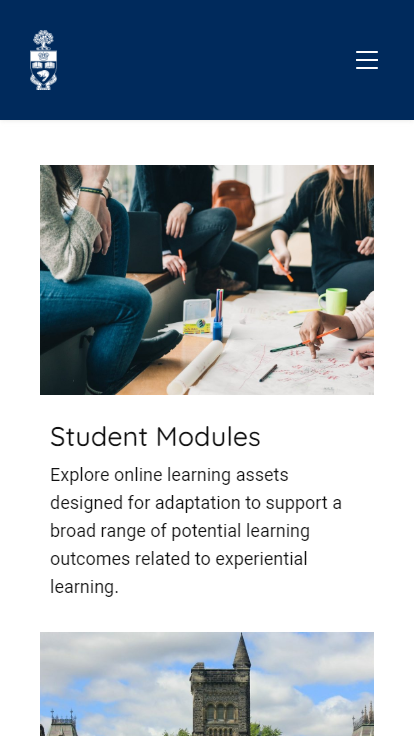 Student Modules
Explore online learning assets
designed for adaptation to support a
broad range of potential learning
outcomes related to experiential
learning.